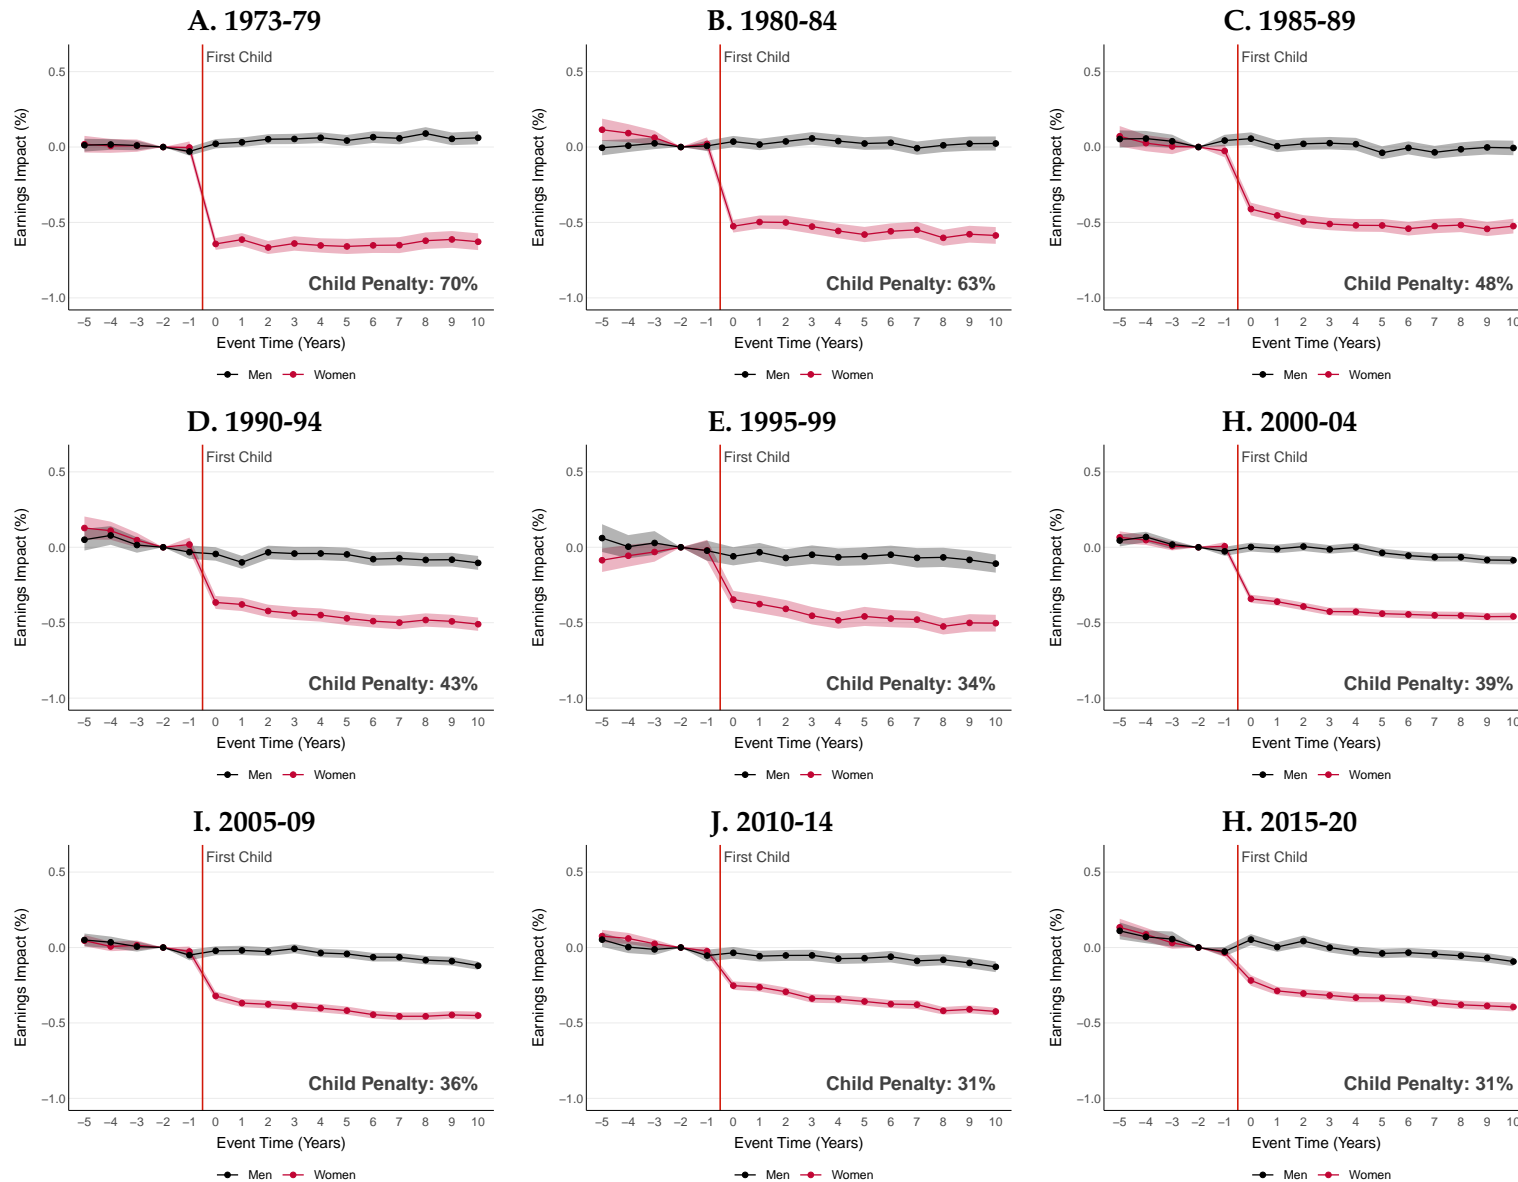 A. 1973-79
First Child
Earnings Impact (%)
0.5
0.0
−0.5
−1.0
Child Penalty: 70%
−5 −4 −3 −2 −1 0 1 2 3 4 5 6 7 8 9 10
Event Time (Years)
Men Women
B. 1980-84
First Child
Earnings Impact (%)
0.5
0.0
−0.5
−1.0
Child Penalty: 63%
−5 −4 −3 −2 −1 0 1 2 3 4 5 6 7 8 9 10
Event Time (Years)
Men Women
C. 1985-89
First Child
Earnings Impact (%)
0.5
0.0
−0.5
−1.0
Child Penalty: 48%
−5 −4 −3 −2 −1 0 1 2 3 4 5 6 7 8 9 10
Event Time (Years)
Men Women
D. 1990-94
First Child
Earnings Impact (%)
0.5
0.0
−0.5
−1.0
Child Penalty: 43%
−5 −4 −3 −2 −1 0 1 2 3 4 5 6 7 8 9 10
Event Time (Years)
Men Women
E. 1995-99
First Child
Earnings Impact (%)
0.5
0.0
−0.5
−1.0
Child Penalty: 34%
−5 −4 −3 −2 −1 0 1 2 3 4 5 6 7 8 9 10
Event Time (Years)
Men Women
H. 2000-04
First Child
Earnings Impact (%)
0.5
0.0
−0.5
−1.0
Child Penalty: 39%
−5 −4 −3 −2 −1 0 1 2 3 4 5 6 7 8 9 10
Event Time (Years)
Men Women
I. 2005-09
First Child
Earnings Impact (%)
0.5
0.0
−0.5
−1.0
Child Penalty: 36%
−5 −4 −3 −2 −1 0 1 2 3 4 5 6 7 8 9 10
Event Time (Years)
Men Women
J. 2010-14
First Child
Earnings Impact (%)
0.5
0.0
−0.5
−1.0
Child Penalty: 31%
−5 −4 −3 −2 −1 0 1 2 3 4 5 6 7 8 9 10
Event Time (Years)
Men Women
H. 2015-20
First Child
Earnings Impact (%)
0.5
0.0
−0.5
−1.0
Child Penalty: 31%
−5 −4 −3 −2 −1 0 1 2 3 4 5 6 7 8 9 10
Event Time (Years)
Men Women